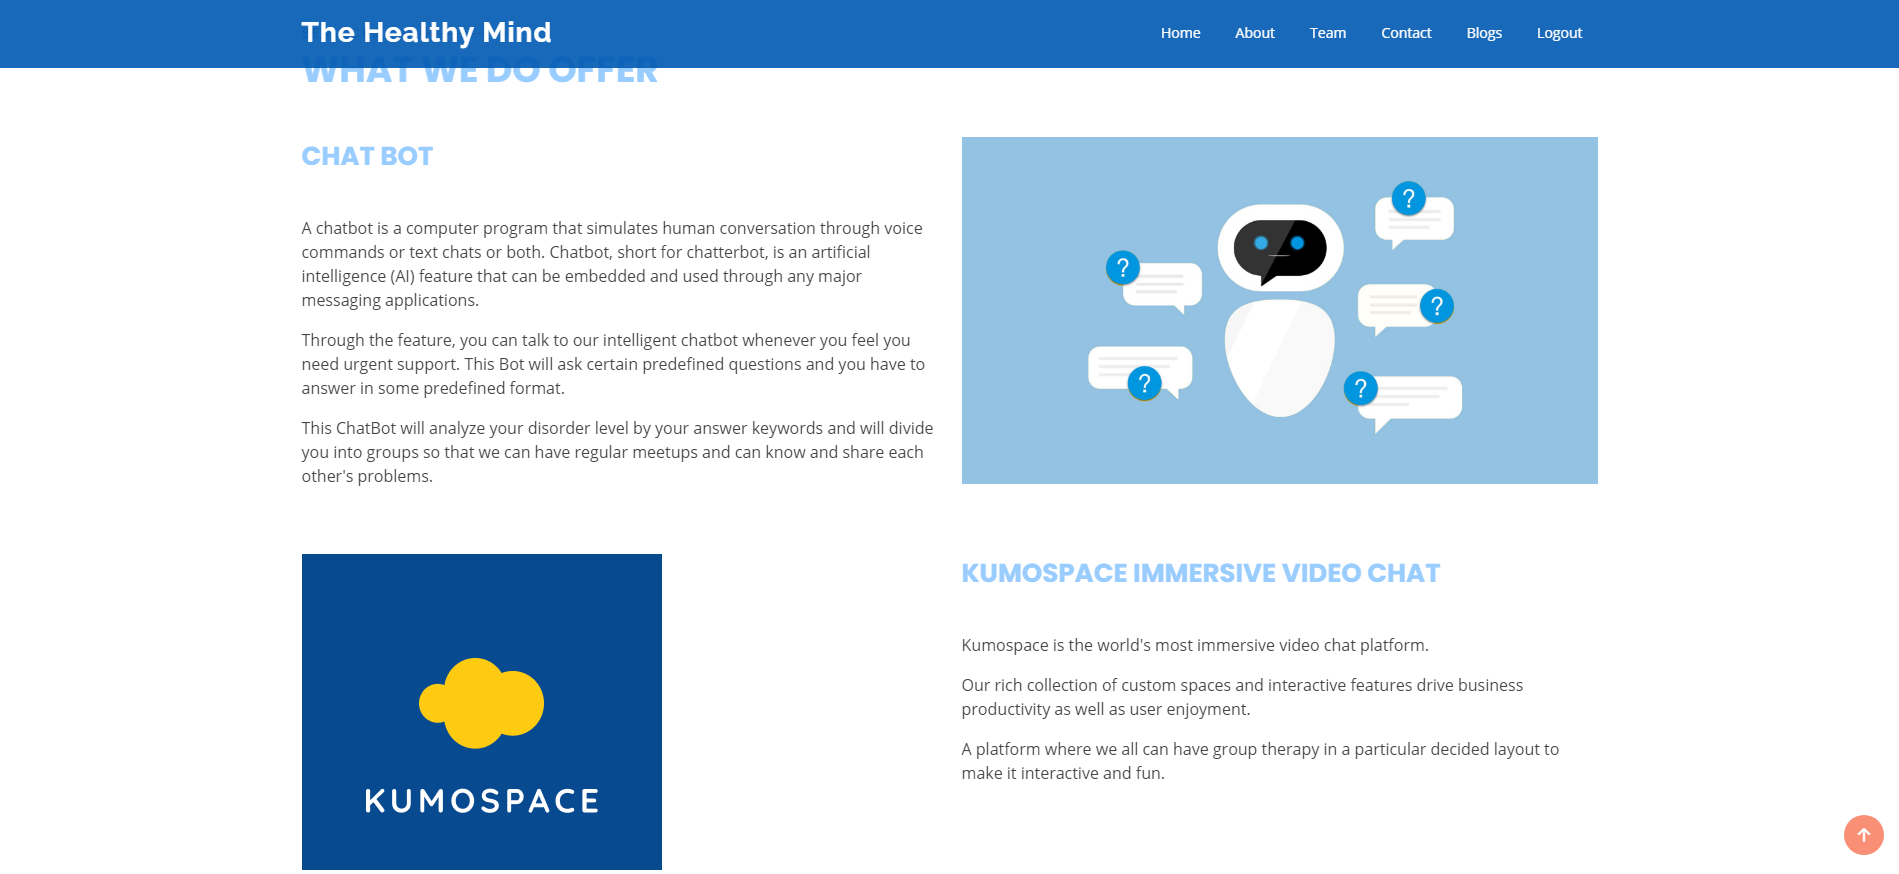 The Healthy Mind
Home About Team Contact Blogs Logout
WHAT WE DO OFFER
CHAT BOT
A chatbot is a computer program that simulates human conversation through voice
commands or text chats or both. Chatbot, short for chatterbot, is an artificial
intelligence (AI) feature that can be embedded and used through any major
messaging applications.
Through the feature, you can talk to our intelligent chatbot whenever you feel you
need urgent support. This Bot will ask certain predefined questions and you have to
answer in some predefined format.
This ChatBot will analyze your disorder level by your answer keywords and will divide
you into groups so that we can have regular meetups and can know and share each
other's problems.
?
?
?
?
?
KUMOSPACE
KUMOSPACE IMMERSIVE VIDEO CHAT
Kumospace is the world's most immersive video chat platform.
Our rich collection of custom spaces and interactive features drive business
productivity as well as user enjoyment.
A platform where we all can have group therapy in a particular decided layout to
make it interactive and fun.